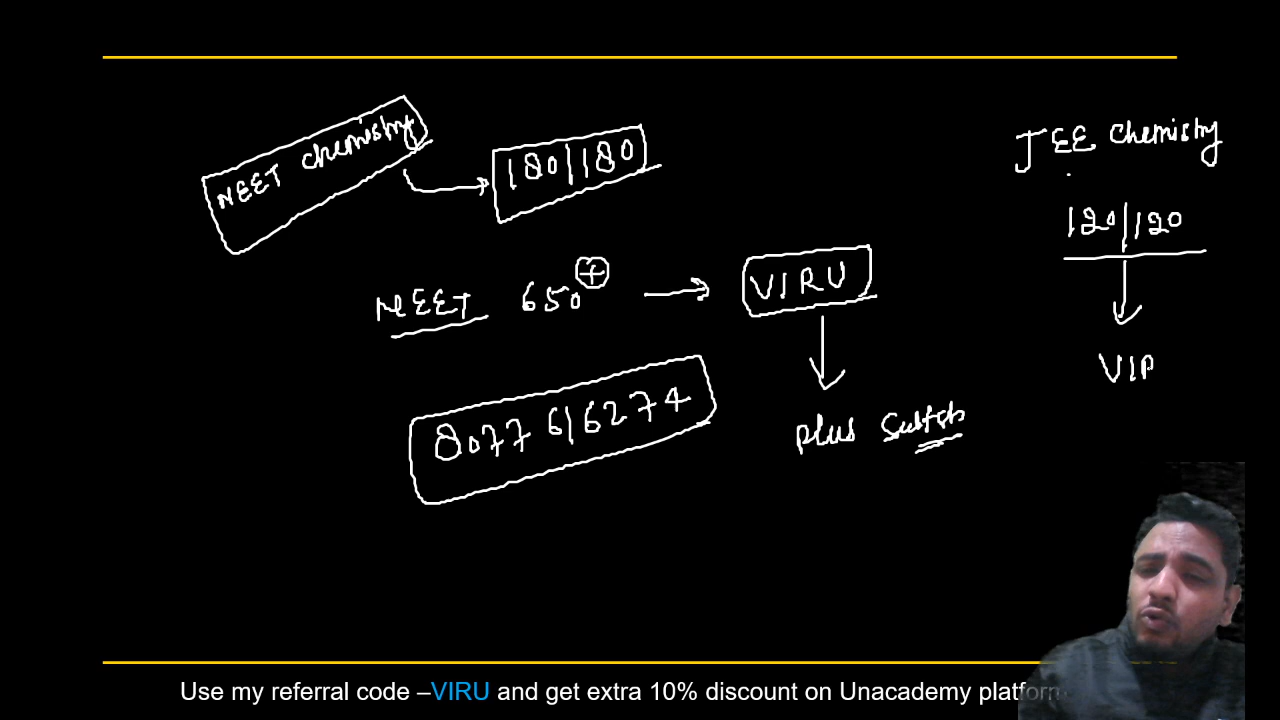 NEET Chemistry
180|180
JEE Chemistry
120|120
NEET 650+
VIRU
VIP
8077616274
plus
Use my referral code –VIRU and get extra 10% discount on Unacademy platform